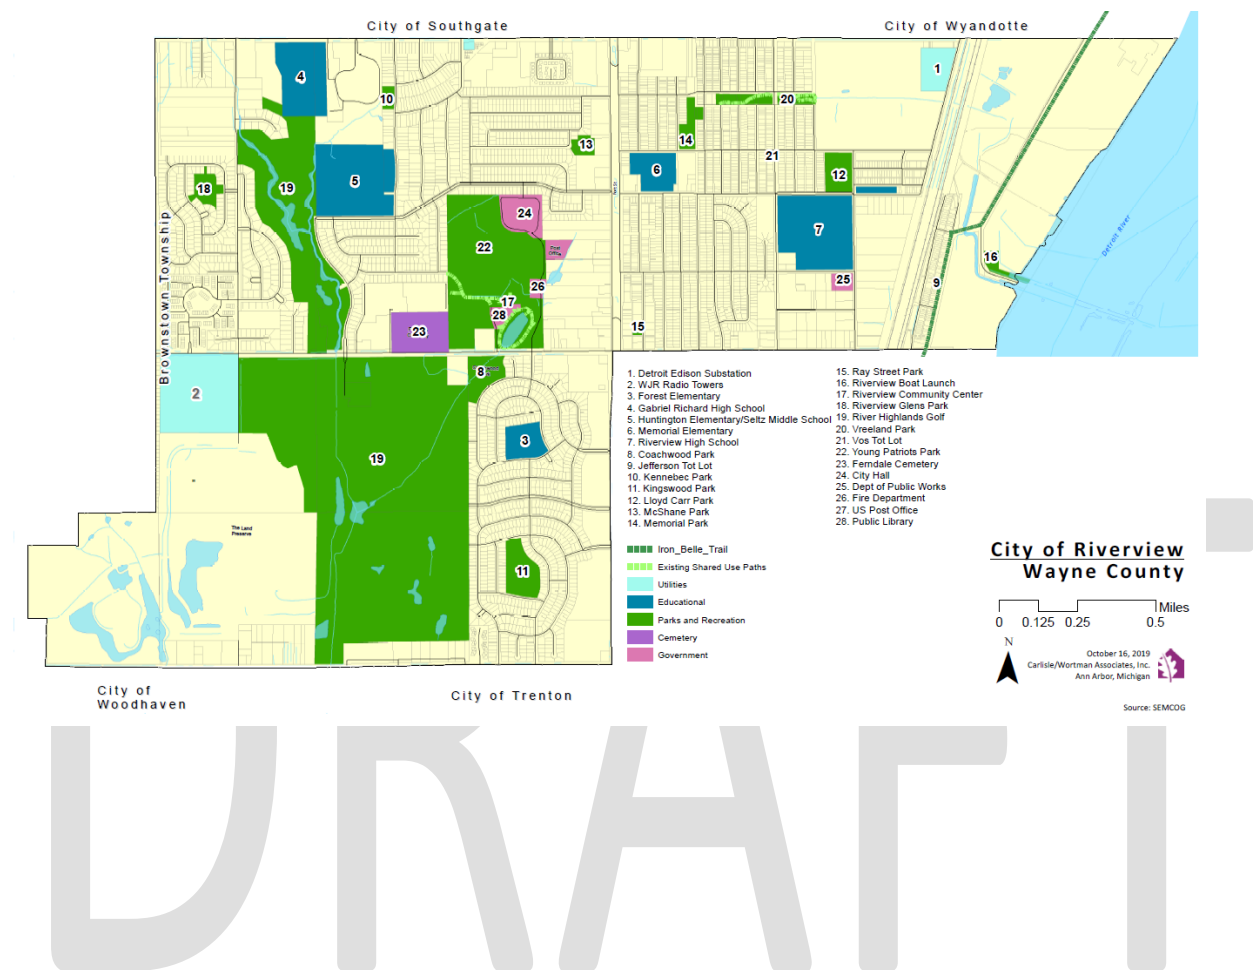 City of Southgate
City of Wyandotte
1
4
10
20
13
14
21
6
5
12
18
19
24
7
22
Post
Office
Detroit River
16
26
25
9
17
28
15
23
Brownstown Township
8
2
3
19
The Land
Preserve
11
1. Detroit Edison Substation
2. WJR Radio Towers
3. Forest Elementary
4. Gabriel Richard High School
5. Huntington Elementary/Seltz Middle School
6. Memorial Elementary
7. Riverview High School
8. Coachwood Park
9. Jefferson Tot Lot
10. Kennebec Park
11. Kingswood Park
12. Lloyd Carr Park
13. McShane Park
14. Memorial Park
15. Ray Street Park
16. Riverview Boat Launch
17. Riverview Community Center
18. Riverview Glens Park
19. River Highlands Golf
20. Vreeland Park
21. Vos Tot Lot
22. Young Patriots Park
23. Ferndale Cemetery
24. City Hall
25. Dept of Public Works
26. Fire Department
27. US Post Office
28. Public Library
Iron_Belle_Trail
Existing Shared Use Paths
Utilities
Educational
Parks and Recreation
Cemetery
Government
City of Riverview
Wayne County
Miles
0 0.125 0.25 0.5
N
October 16, 2019
Carlisle/Wortman Associates, Inc.
Ann Arbor, Michigan
Source: SEMCOG
City of
Woodhaven
City of Trenton
DRAFT